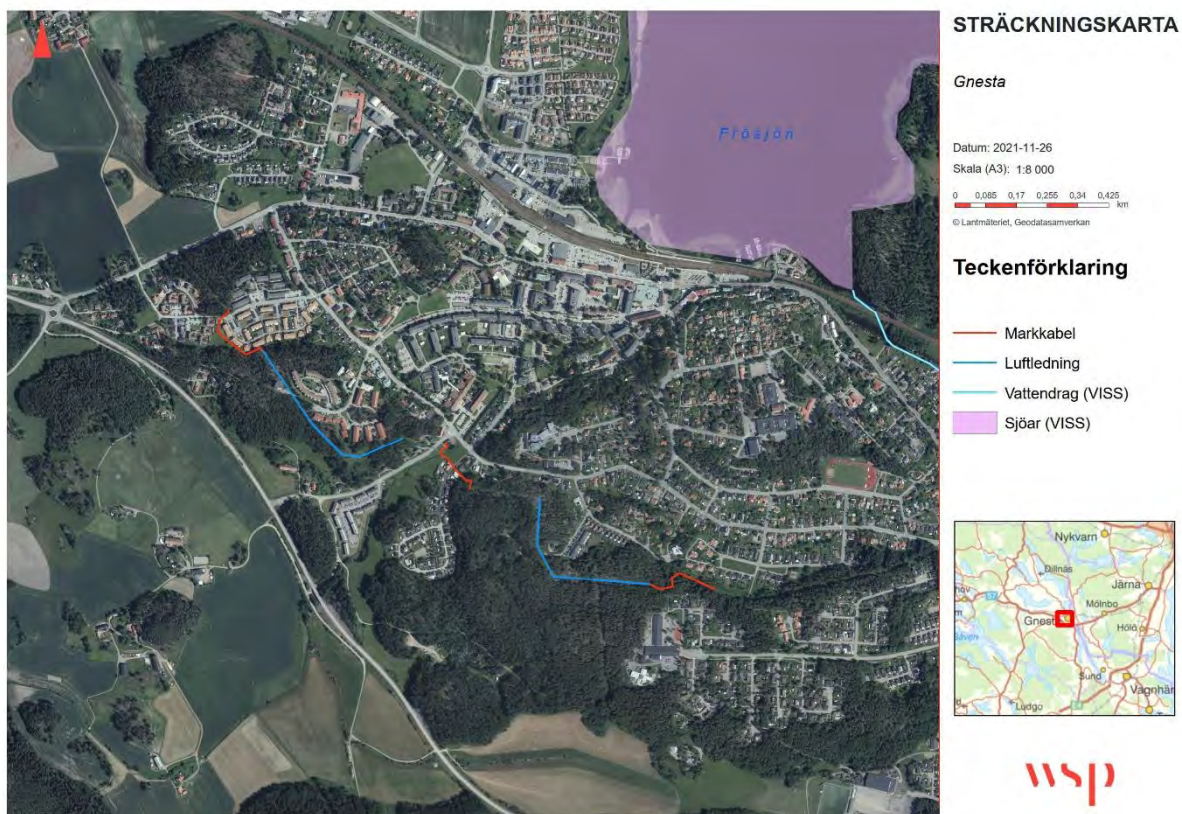 STRÄCKNINGSKARTA
Gnesta
Datum: 2021-11-26
Skala (A3): 1:8 000
0 0,085 0,17 0,255 0,34 0,425
km
© Lantmäteriet, Geodatasamverkan
Teckenförklaring
Markkabel
Luftledning
Vattendrag (VISS)
Sjöar (VISS)
Frösjön
Nykvarn
Dillnäs
Järna
57
Mölnbo
Gnest
Hölö
Sund
Vagnhär
Ludgo
wsp